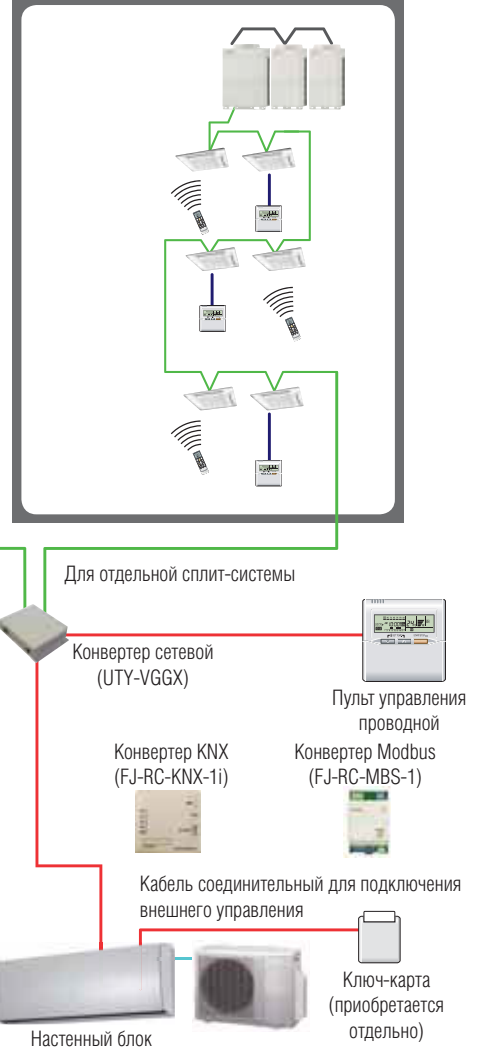 Для отдельной сплит-системы
Конвертер сетевой
(UTY-VGGX)
Пульт управления
проводной
Конвертер KNX
(FJ-RC-KNX-1i)
Конвертер Modbus
(FJ-RC-MBS-1)
Кабель соединительный для подключения
внешнего управления
Ключ-карта
(приобретается
отдельно)
Настенный блок